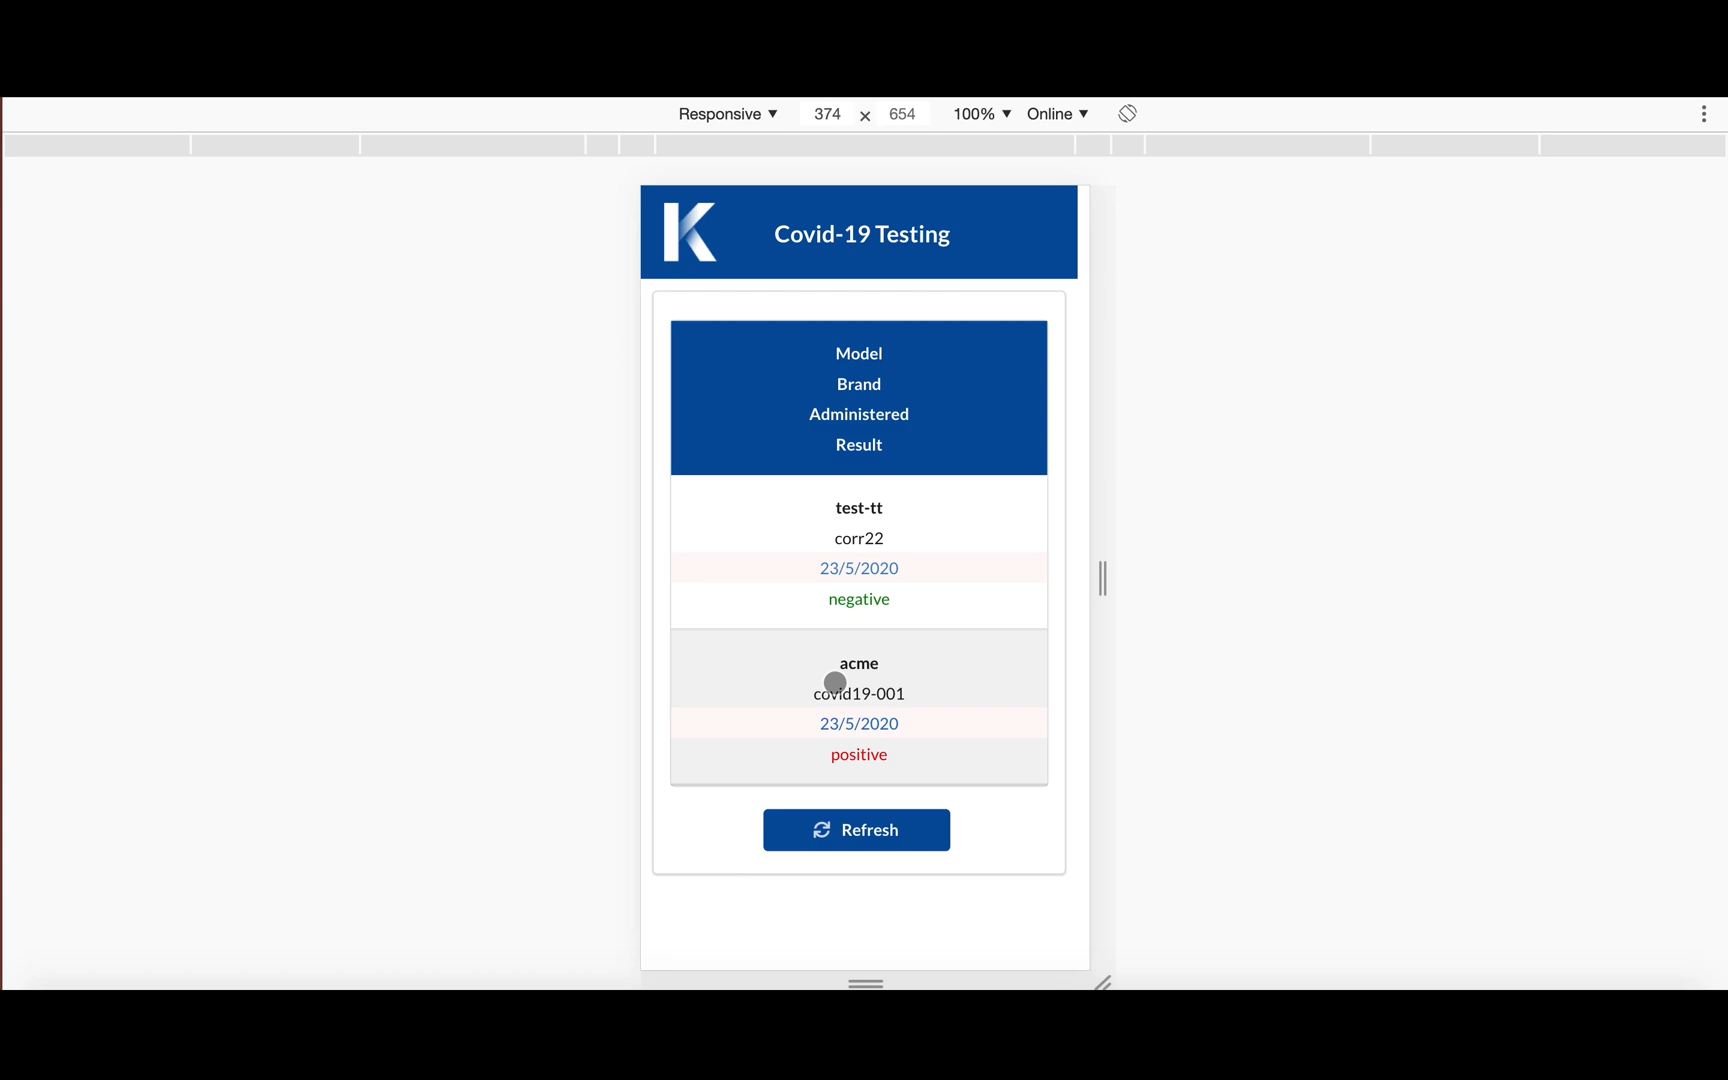 Responsive ▼ 374 × 654 100% ▼ Online ▼
K Covid-19 Testing
Model
Brand
Administered
Result
test-tt
corr22
23/5/2020
negative
acme
covid19-001
23/5/2020
positive
Refresh